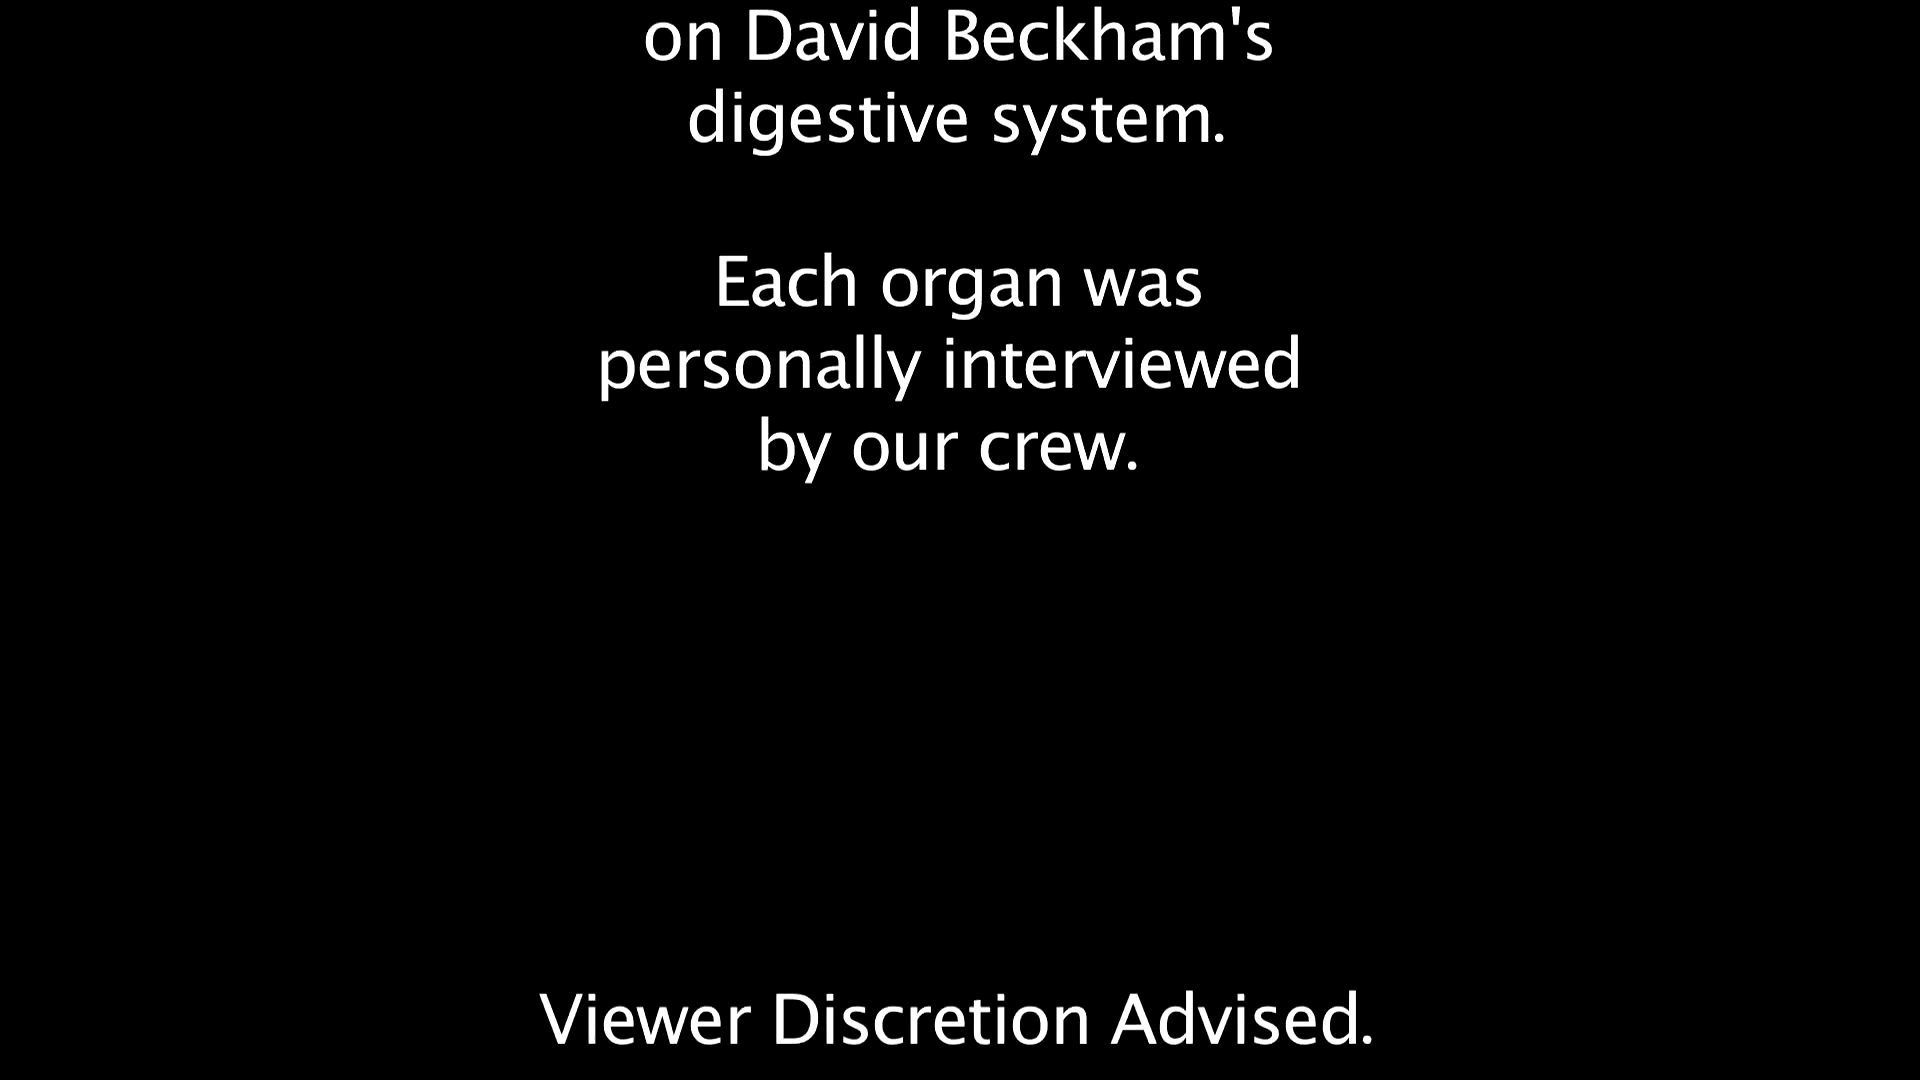 on David Beckham's
digestive system.
Each organ was
personally interviewed
by our crew.
Viewer Discretion Advised.